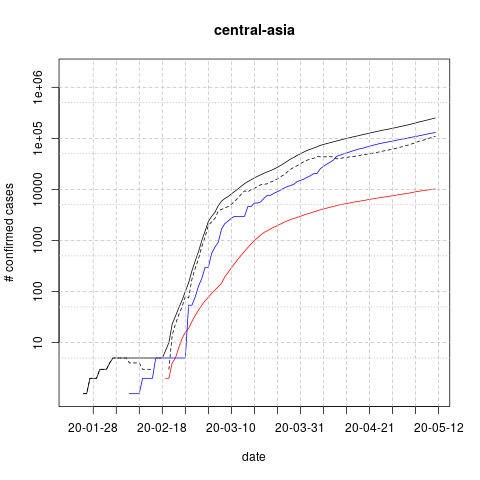 central-asia
# confirmed cases
1e+06
1e+05
10000
1000
100
10
20-01-28
20-02-18
20-03-10
20-03-31
20-04-21
20-05-12
date